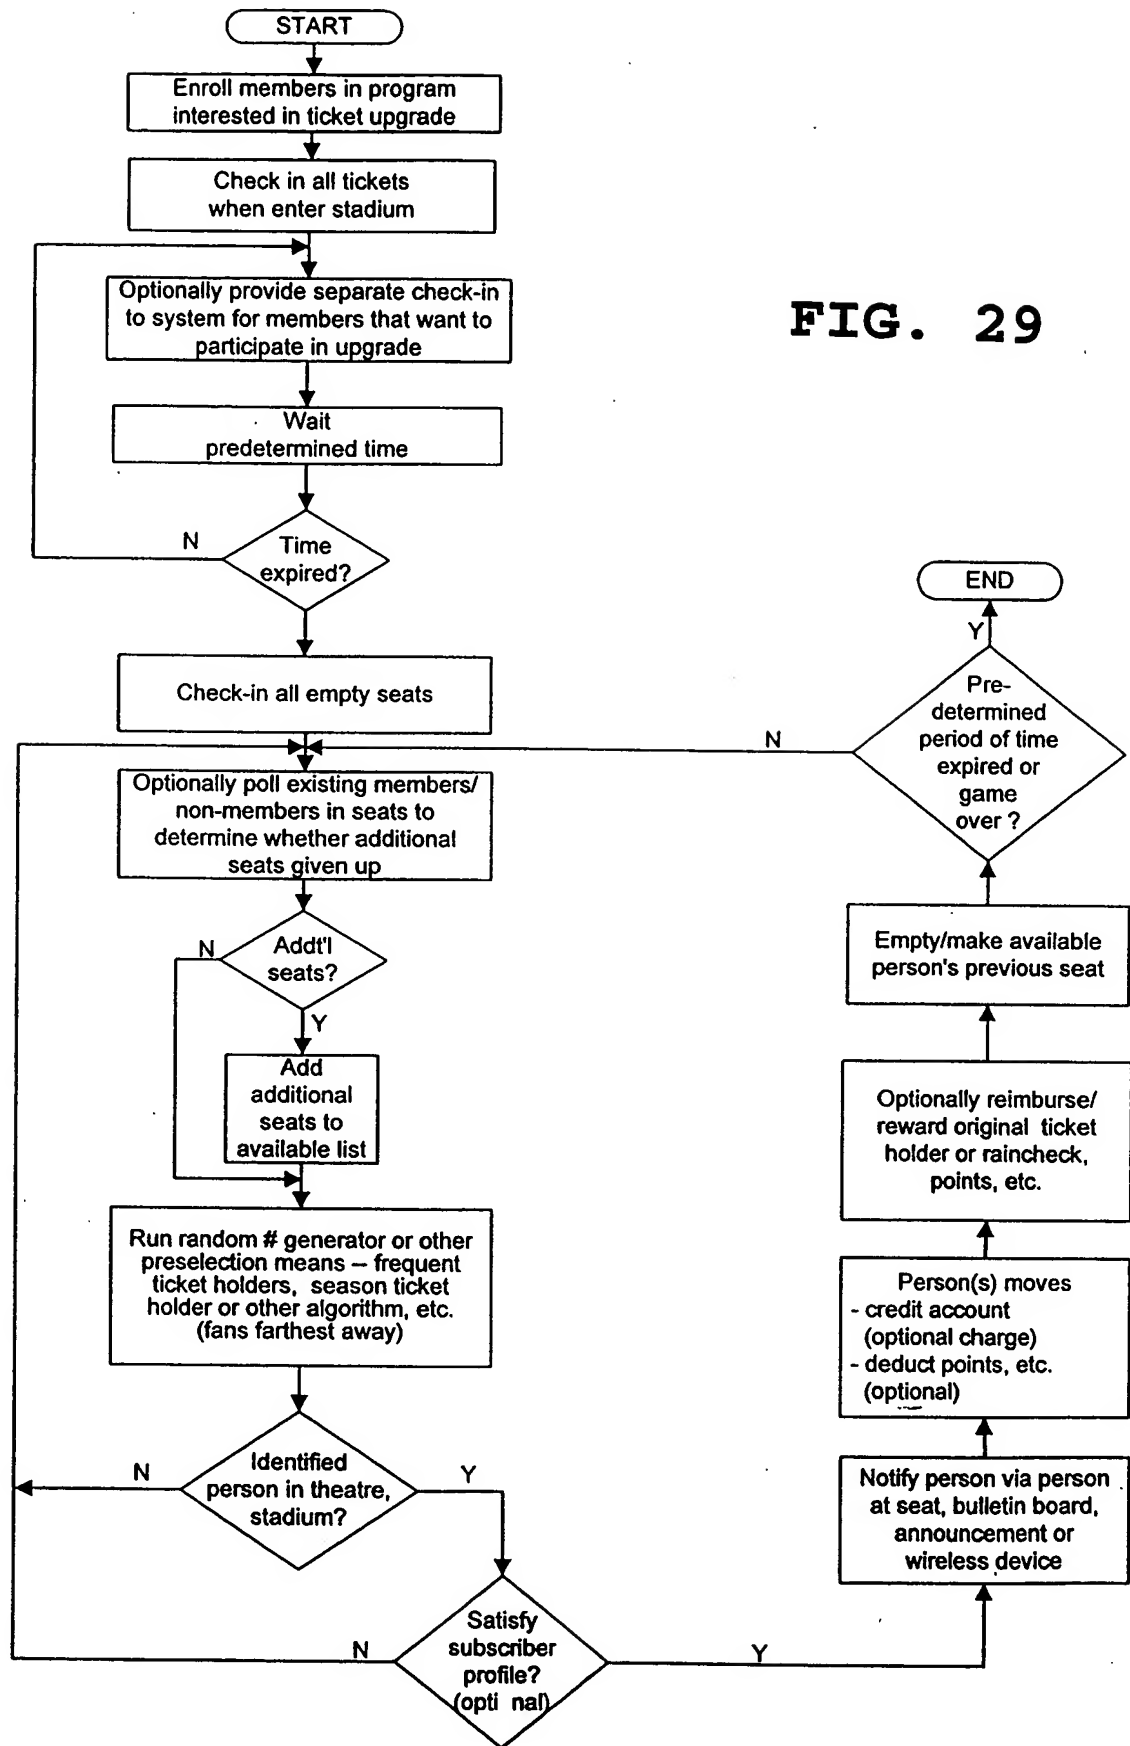 START
Enroll members in program
interested in ticket upgrade
Check in all tickets
when enter stadium
Optionally provide separate check-in
to system for members that want to
participate in upgrade
FIG. 29
Wait
predetermined time
N
Time
expired?
Check-in all empty seats
Optionally poll existing members/
non-members in seats to
determine whether additional
seats given up
N
Addt'l
seats?
Y
Add
additional
seats to
available list
Run random # generator or other
preselection means – frequent
ticket holders, season ticket
holder or other algorithm, etc.
(fans farthest away)
N
Identified
person in theatre,
stadium?
Y
N
Satisfy
subscriber
profile?
(opti nal)
Y
Notify person via person
at seat, bulletin board,
announcement or
wireless device
Person(s) moves
- credit account
(optional charge)
- deduct points, etc.
(optional)
Optionally reimburse/
reward original ticket
holder or raincheck,
points, etc.
Empty/make available
person's previous seat
N
Pre-
determined
period of time
expired or
game
over ?
Y
END